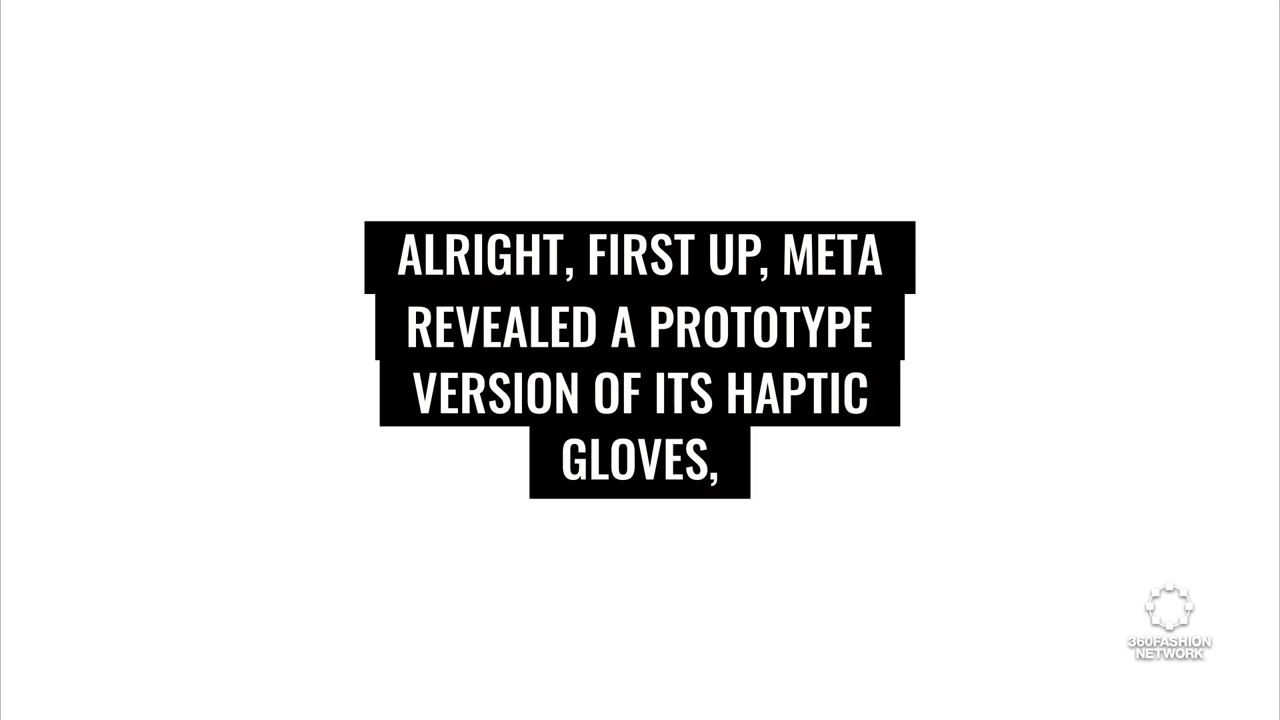 ALRIGHT, FIRST UP, META
REVEALED A PROTOTYPE
VERSION OF ITS HAPTIC
GLOVES,
360FASHION
NETWORK